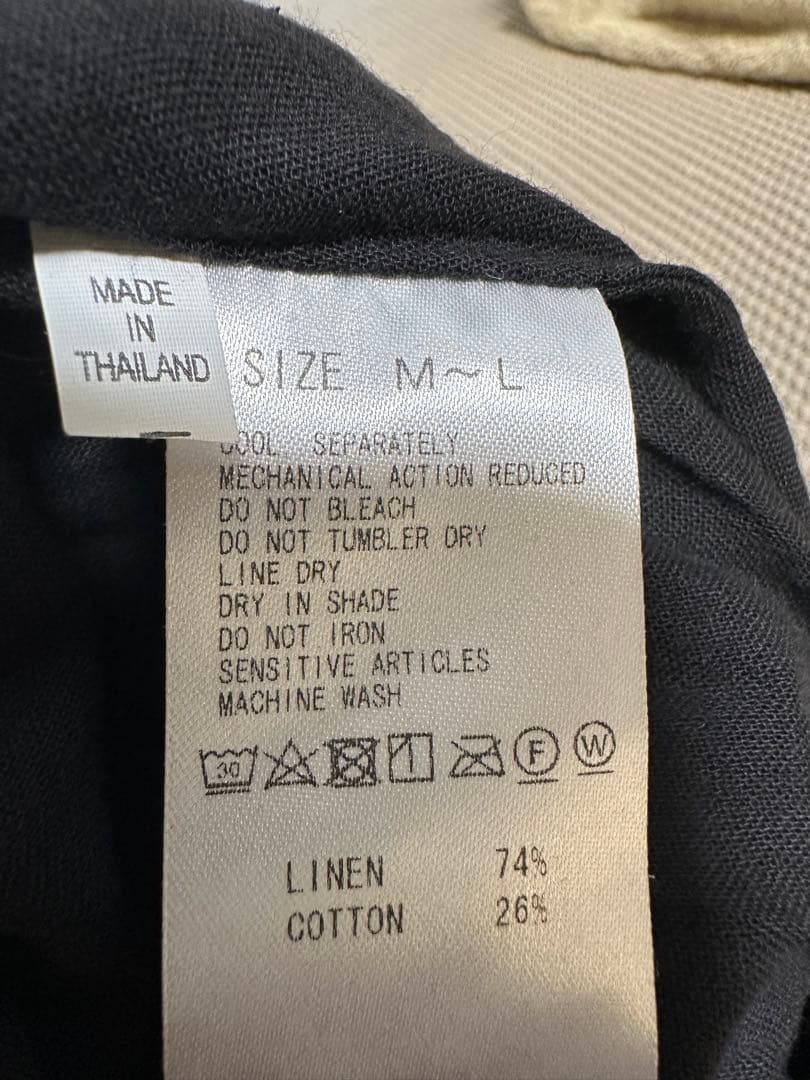 MADE
IN
THAILAND
SIZE M~L
SEPARATELY
MECHANICAL ACTION REDUCED
DO NOT BLEACH
DO NOT TUMBLER DRY
LINE DRY
DRY IN SHADE
DO NOT IRON
SENSITIVE ARTICLES
MACHINE WASH
30 F W
LINEN 74%
COTTON 26%